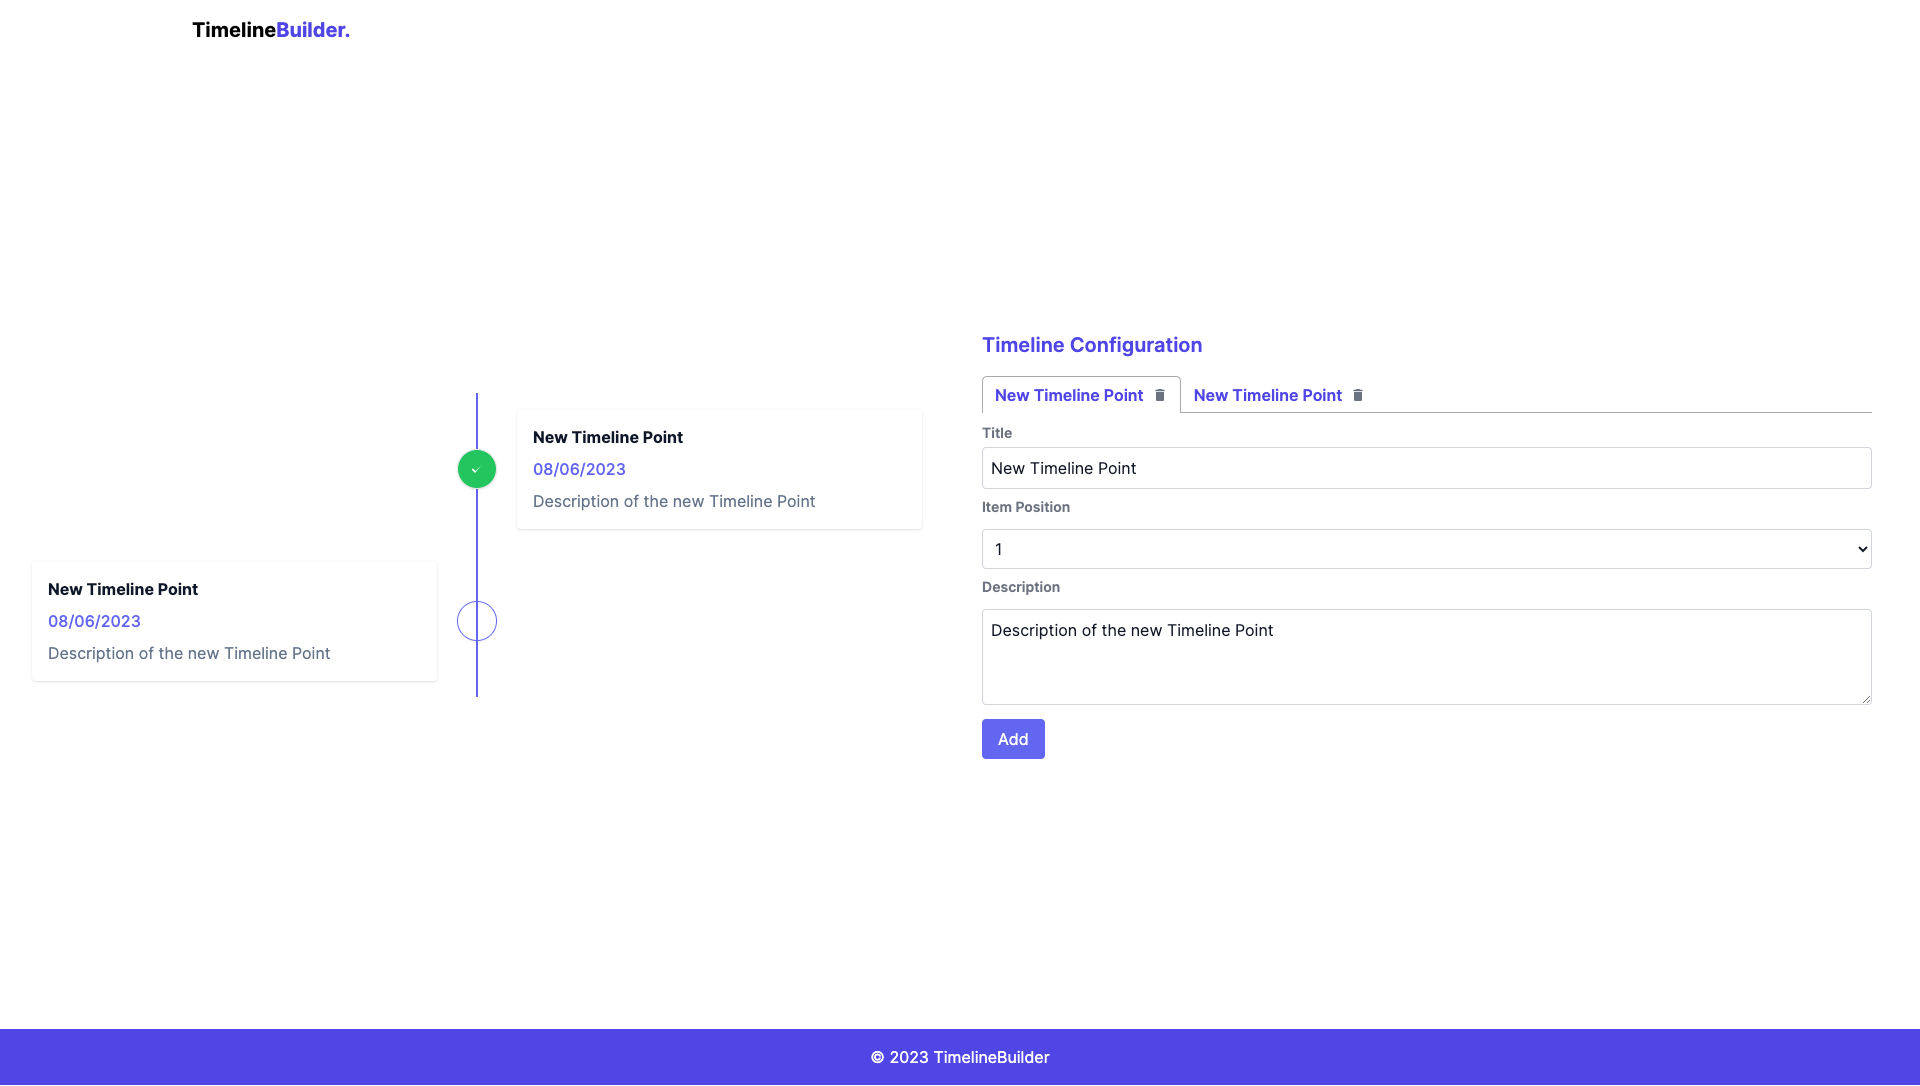 TimelineBuilder.
New Timeline Point
08/06/2023
Description of the new Timeline Point
New Timeline Point
08/06/2023
Description of the new Timeline Point
Timeline Configuration
New Timeline Point New Timeline Point
Title
New Timeline Point
Item Position
1
Description
Description of the new Timeline Point
Add
© 2023 TimelineBuilder